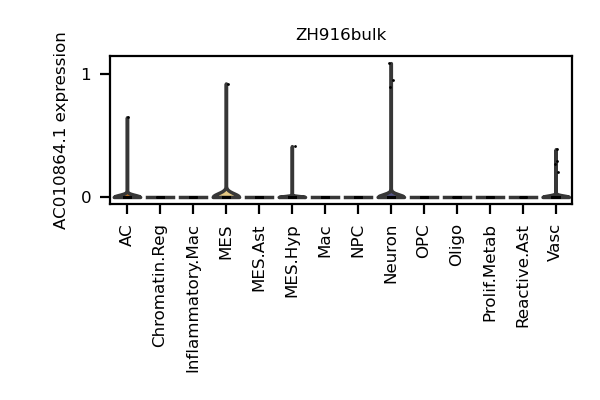 ZH916bulk
AC010864.1 expression
1
0
AC
Chromatin.Reg
Inflammatory.Mac
MES
MES.Ast
MES.Hyp
Mac
NPC
Neuron
OPC
Oligo
Prolif.Metab
Reactive.Ast
Vasc